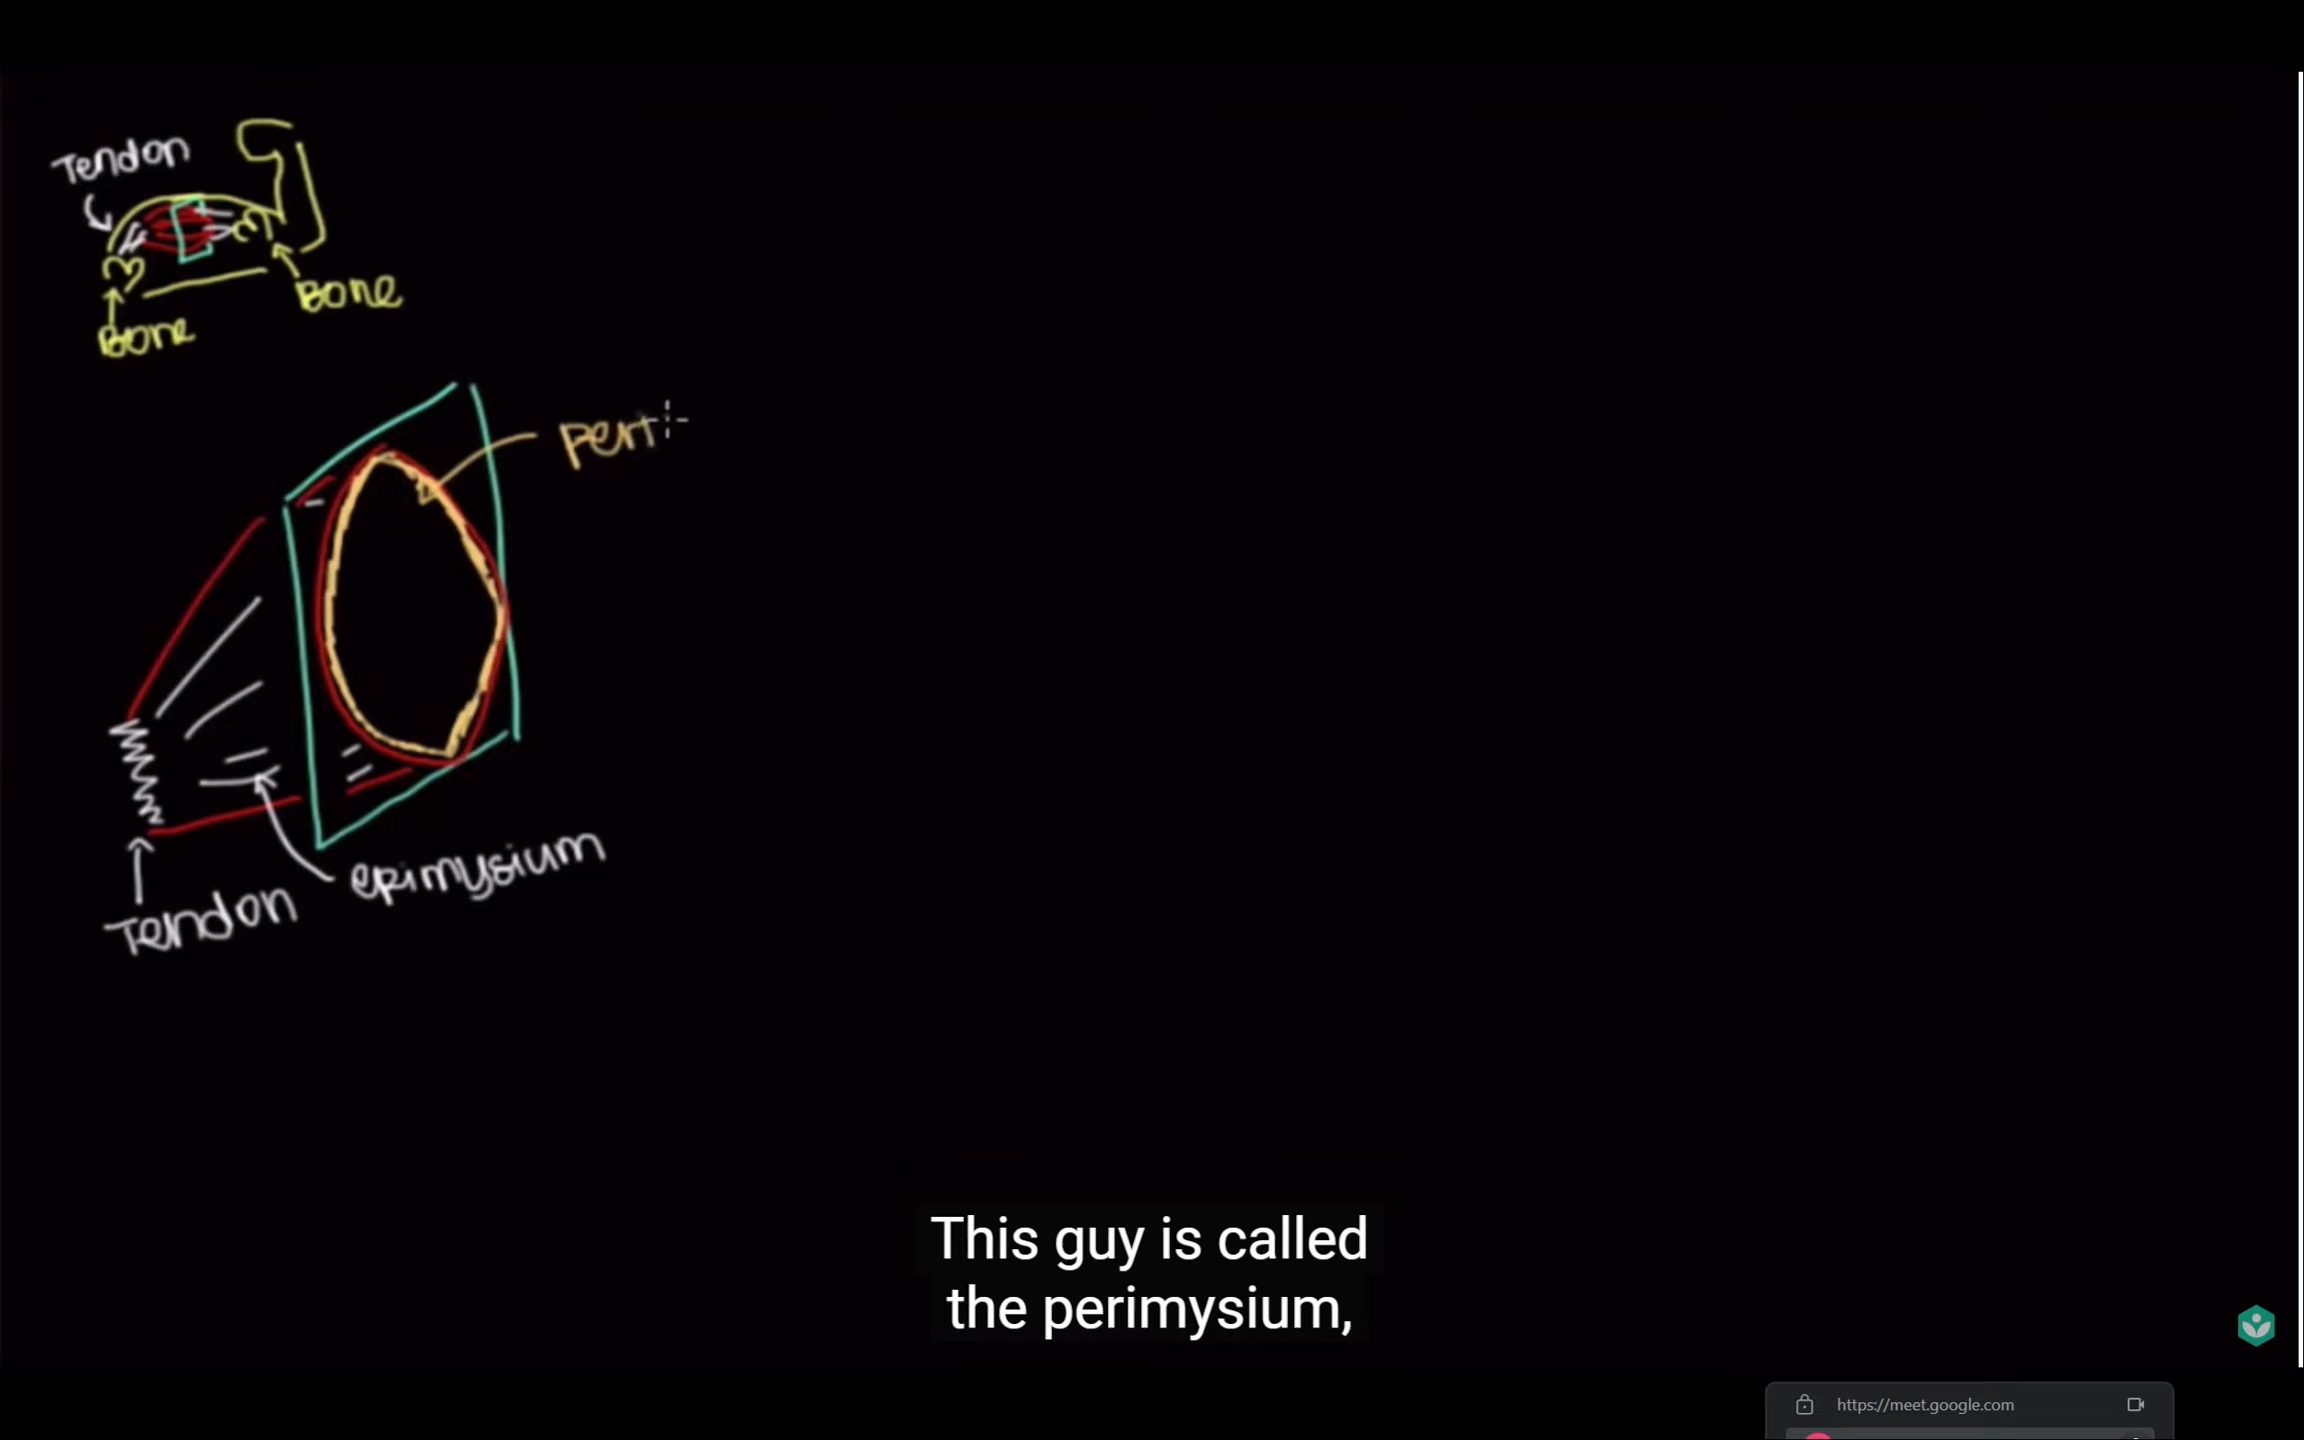 Tendon
Bone
Bone
Peri
epimysium
Tendon
This guy is called
the perimysium,
https://meet.google.com